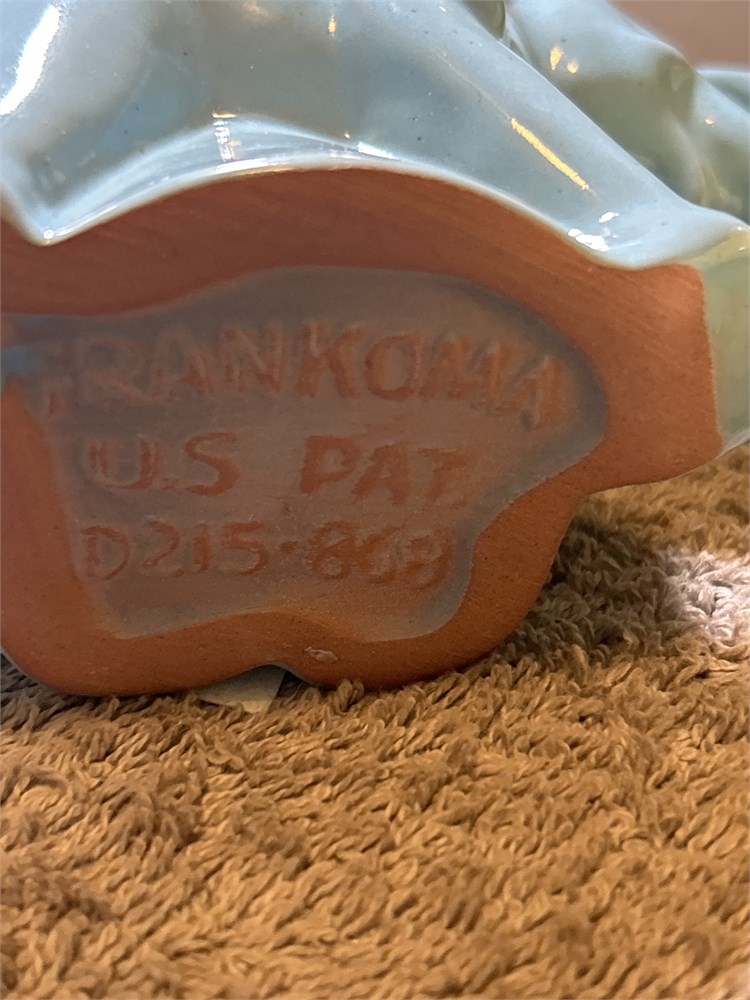 FRANKOMA
U.S PAT
D215-868